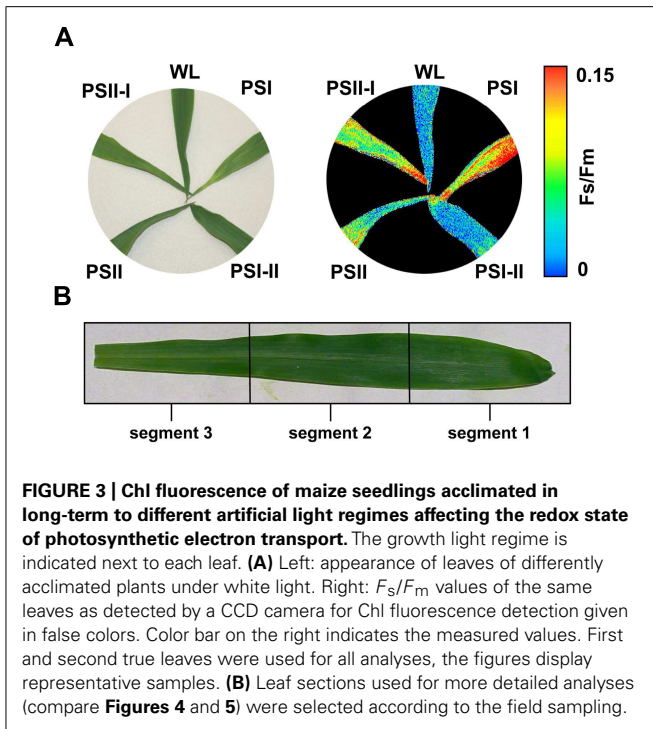 A
PSII-I
WL
PSI
PSII
PSI-II
PSII-I
WL
PSI
PSII
PSI-II
0.15
Fs/Fm
0
B
segment 3
segment 2
segment 1
FIGURE 3 | Chl fluorescence of maize seedlings acclimated in
long-term to different artificial light regimes affecting the redox state
of photosynthetic electron transport. The growth light regime is
indicated next to each leaf. (A) Left: appearance of leaves of differently
acclimated plants under white light. Right: Fs/Fm values of the same
leaves as detected by a CCD camera for Chl fluorescence detection given
in false colors. Color bar on the right indicates the measured values. First
and second true leaves were used for all analyses, the figures display
representative samples. (B) Leaf sections used for more detailed analyses
(compare Figures 4 and 5) were selected according to the field sampling.